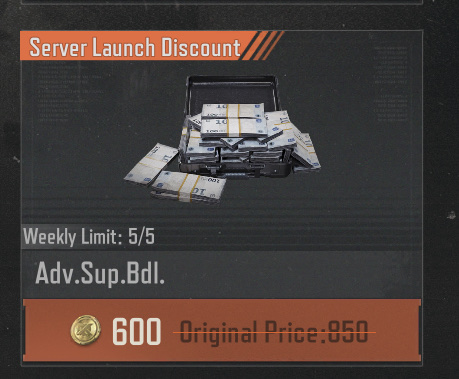 Server Launch Discount
Weekly Limit: 5/5
Adv.Sup.Bdl.
600 Original Price:850